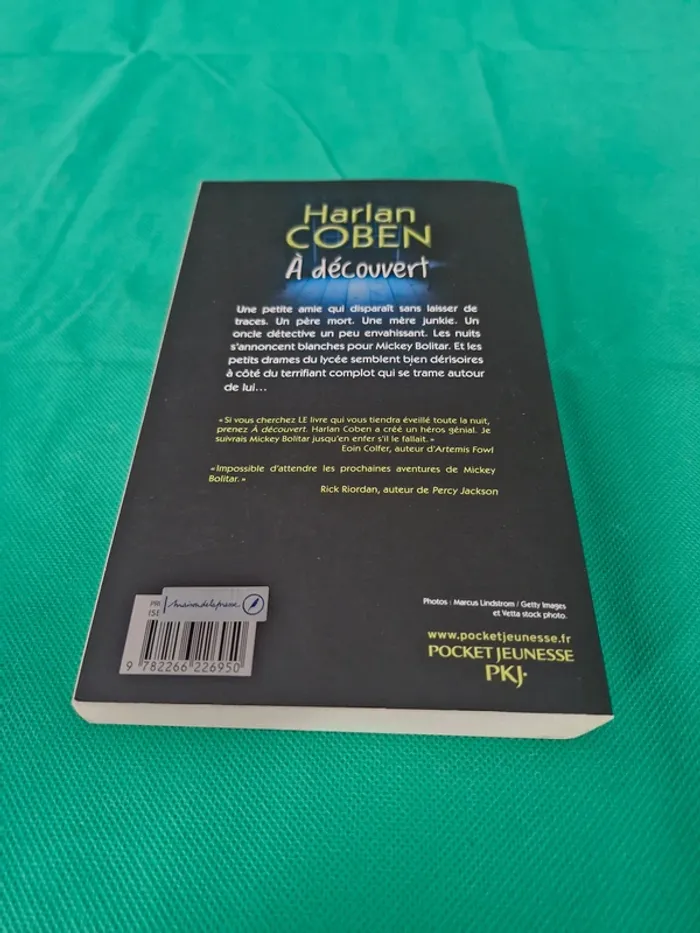 Harlan
COBEN
À découvert
Une petite amie qui disparaît sans laisser de
traces. Un père mort. Une mère junkie. Un
oncle détective un peu envahissant. Les nuits
s'annoncent blanches pour Mickey Bolitar. Et les
petits drames du lycée semblent bien dérisoires
à côté du terrifiant complot qui se trame autour
de lui...
« Si vous cherchez LE livre qui vous tiendra éveillé toute la nuit,
prenez À découvert. Harlan Coben a créé un héros génial. Je
suivrais Mickey Bolitar jusqu'en enfer s'il le fallait. »
Eoin Colfer, auteur d'Artemis Fowl
« Impossible d'attendre les prochaines aventures de Mickey
Bolitar. »
Rick Riordan, auteur de Percy Jackson
Photos : Marcus Lindstrom / Getty Images
et Vetta stock photo.
PRI
ISE
maison de la presse
9 782266 226950
www.pocketjeunesse.fr
POCKET JEUNESSE
PKJ.